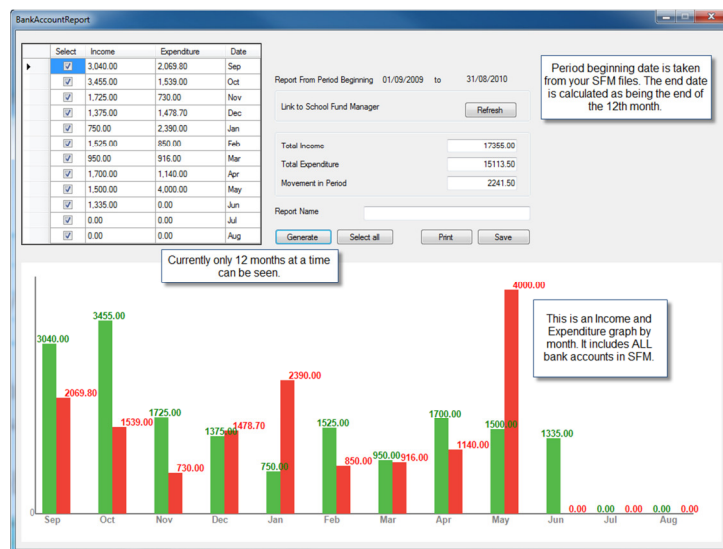 BankAccountReport
Select Income Expenditure Date
3,040.00 2,069.80 Sep
3,455.00 1,539.00 Oct
1,725.00 730.00 Nov
1,375.00 1,478.70 Dec
750.00 2,390.00 Jan
1,525.00 850.00 Feb
950.00 916.00 Mar
1,700.00 1,140.00 Apr
1,500.00 4,000.00 May
1,335.00 0.00 Jun
0.00 0.00 Jul
0.00 0.00 Aug
Report From Period Beginning 01/09/2009 to 31/08/2010
Link to School Fund Manager Refresh
Total Income 17355.00
Total Expenditure 15113.50
Movement in Period 2241.50
Report Name
Generate Select all Print Save
Period beginning date is taken
from your SFM files. The end date
is calculated as being the end of
the 12th month.
Currently only 12 months at a time
can be seen.
This is an Income and
Expenditure graph by
month. It includes ALL
bank accounts in SFM.
3040.00 2069.80 3455.00 1539.00 1725.00 730.00 1375.00 1478.70 750.00 2390.00 1525.00 850.00 950.00 916.00 1700.00 1140.00 1500.00 4000.00 1335.00 0.00 0.00 0.00 0.00 0.00
0
Sep Oct Nov Dec Jan Feb Mar Apr May Jun Jul Aug